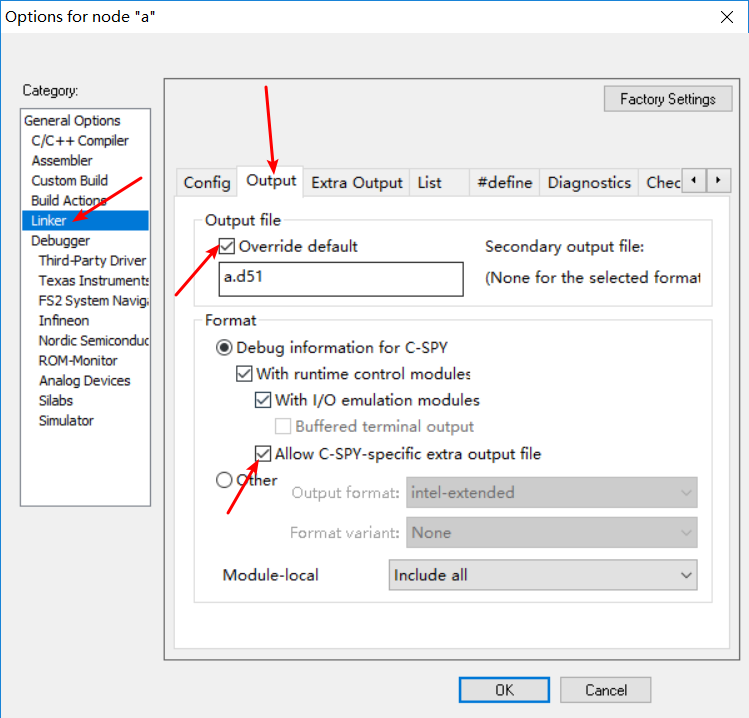 Options for node "a"
Category:
Factory Settings
General Options
C/C++ Compiler
Assembler
Custom Build
Build Actions
Linker
Debugger
Third-Party Driver
Texas Instruments
FS2 System Naviga
Infineon
Nordic Semiconduc
ROM-Monitor
Analog Devices
Silabs
Simulator
Config Output Extra Output List #define Diagnostics Chec
Output file
Override default
Secondary output file:
a.d51
(None for the selected format
Format
Debug information for C-SPY
With runtime control modules
With I/O emulation modules
Buffered terminal output
Allow C-SPY-specific extra output file
Other
Output format: intel-extended
Format variant: None
Module-local Include all
OK Cancel